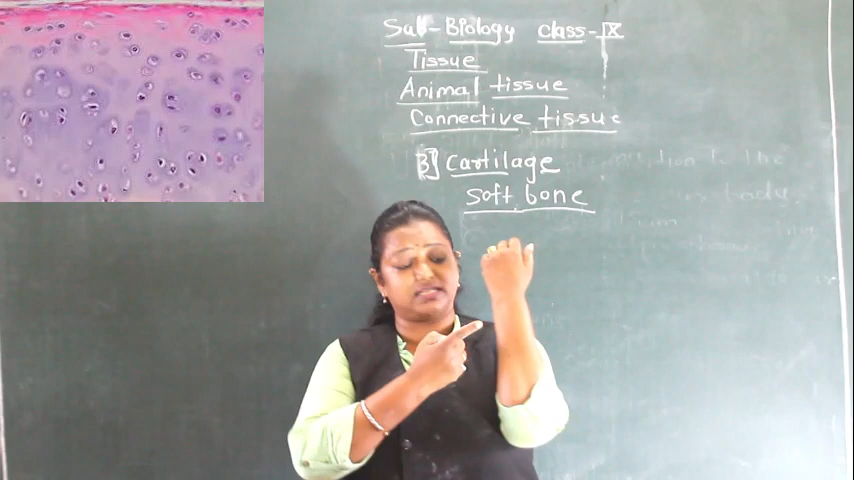 Sub-Biology class-IX
Tissue
Animal tissue
Connective tissue
B] Cartilage
Soft bone